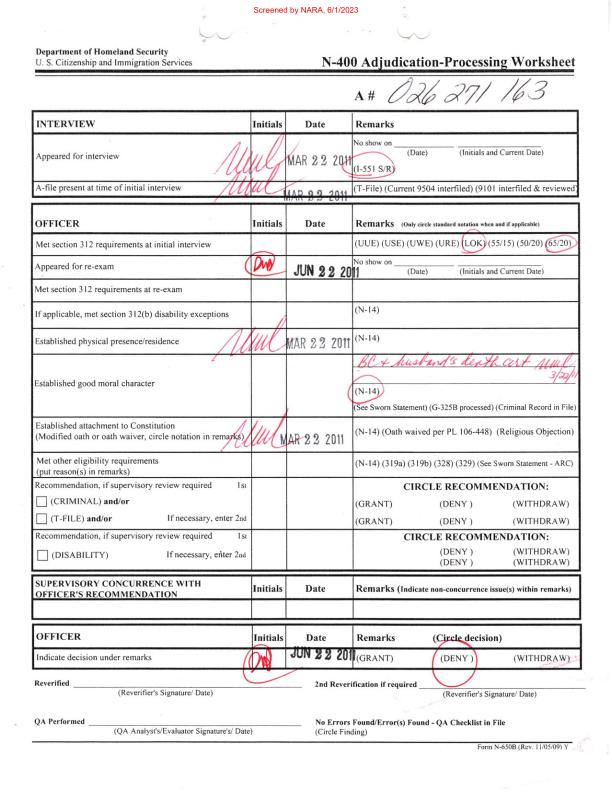 Screened by NARA, 6/1/2023
Department of Homeland Security
U. S. Citizenship and Immigration Services
N-400 Adjudication-Processing Worksheet
A # 026 271 163
INTERVIEW Initials Date Remarks
Appeared for interview MAR 22 2011 No show on
(Date) (Initials and Current Date)
(I-551 S/R)
A-file present at time of initial interview MAR 22 2011 (T-File) (Current 9504 interfiled) (9101 interfiled & reviewed)
OFFICER Initials Date Remarks (Only circle standard notation when and if applicable)
Met section 312 requirements at initial interview (UUE) (USE) (UWE) (URE) (LOK) (55/15) (50/20) (65/20)
Appeared for re-exam JUN 22 2011 No show on
(Date) (Initials and Current Date)
Met section 312 requirements at re-exam
If applicable, met section 312(b) disability exceptions (N-14)
Established physical presence/residence MAR 22 2011 (N-14)
BC + husband's death cert
3/22/11
Established good moral character (N-14)
(See Sworn Statement) (G-325B processed) (Criminal Record in File)
Established attachment to Constitution
(Modified oath or oath waiver, circle notation in remarks) MAR 22 2011 (N-14) (Oath waived per PL 106-448) (Religious Objection)
Met other eligibility requirements
(put reason(s) in remarks) (N-14) (319a) (319b) (328) (329) (See Sworn Statement - ARC)
Recommendation, if supervisory review required 1st CIRCLE RECOMMENDATION:
(CRIMINAL) and/or (GRANT) (DENY ) (WITHDRAW)
(T-FILE) and/or If necessary, enter 2nd (GRANT) (DENY ) (WITHDRAW)
Recommendation, if supervisory review required 1st CIRCLE RECOMMENDATION:
(DENY ) (WITHDRAW)
(DISABILITY) If necessary, enter 2nd (DENY ) (WITHDRAW)
SUPERVISORY CONCURRENCE WITH
OFFICER'S RECOMMENDATION Initials Date Remarks (Indicate non-concurrence issue(s) within remarks)
OFFICER Initials Date Remarks (Circle decision)
Indicate decision under remarks JUN 22 2011 (GRANT) (DENY ) (WITHDRAW)
Reverified 2nd Reverification if required
(Reverifier's Signature/ Date) (Reverifier's Signature/ Date)
QA Performed No Errors Found/Error(s) Found - QA Checklist in File
(QA Analyst's/Evaluator Signature's/ Date) (Circle Finding)
Form N-650B (Rev. 11/05/09) Y